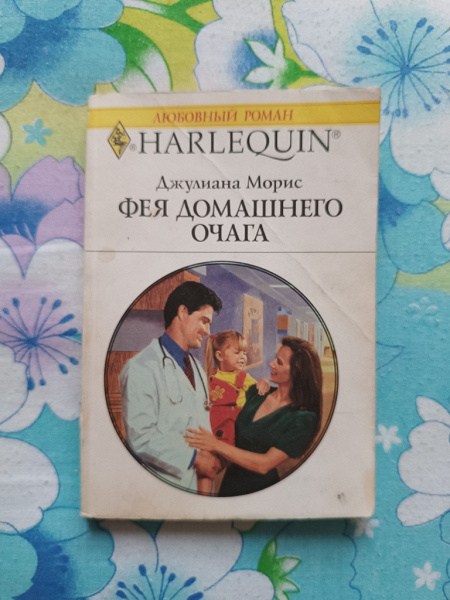 ЛЮБОВНЫЙ РОМАН
® HARLEQUIN®
Джулиана Морис
ФЕЯ ДОМАШНЕГО
ОЧАГА